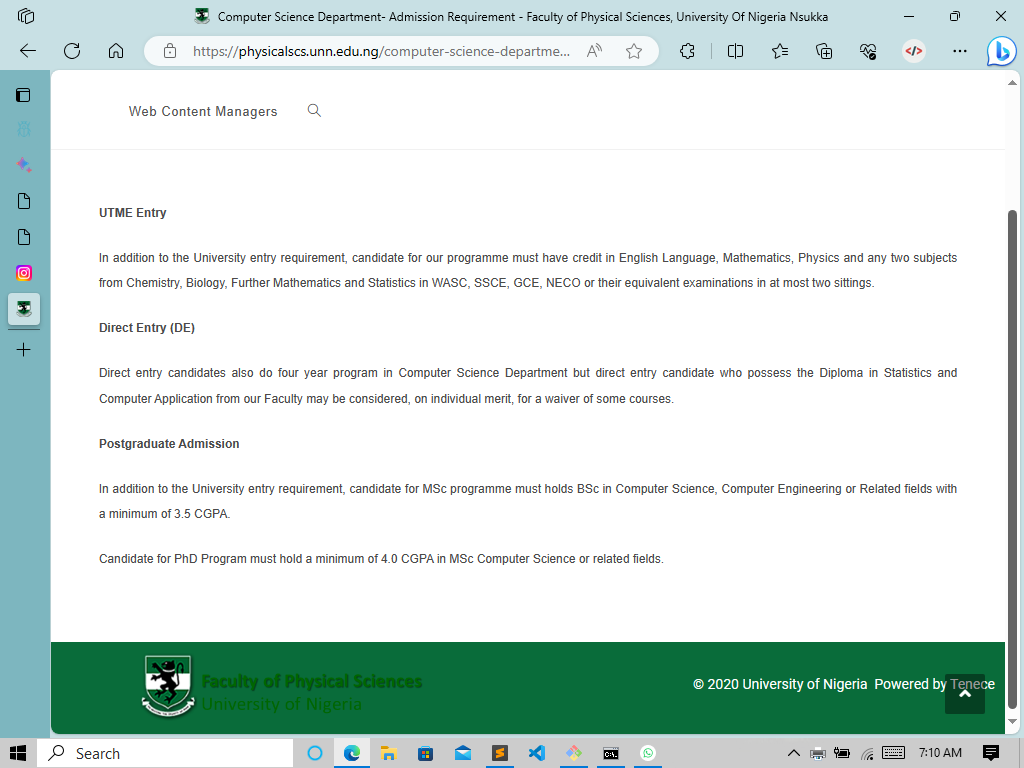 Computer Science Department- Admission Requirement - Faculty of Physical Sciences, University Of Nigeria Nsukka
https://physicalscs.unn.edu.ng/computer-science-departme...
Web Content Managers
UTME Entry
In addition to the University entry requirement, candidate for our programme must have credit in English Language, Mathematics, Physics and any two subjects
from Chemistry, Biology, Further Mathematics and Statistics in WASC, SSCE, GCE, NECO or their equivalent examinations in at most two sittings.
Direct Entry (DE)
Direct entry candidates also do four year program in Computer Science Department but direct entry candidate who possess the Diploma in Statistics and
Computer Application from our Faculty may be considered, on individual merit, for a waiver of some courses.
Postgraduate Admission
In addition to the University entry requirement, candidate for MSc programme must holds BSc in Computer Science, Computer Engineering or Related fields with
a minimum of 3.5 CGPA.
Candidate for PhD Program must hold a minimum of 4.0 CGPA in MSc Computer Science or related fields.
Faculty of Physical Sciences
University of Nigeria
© 2020 University of Nigeria Powered by Tenece
Search
7:10 AM